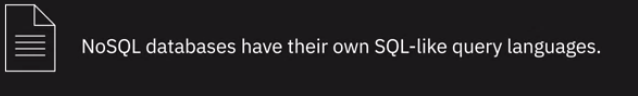 NoSQL databases have their own SQL-like query languages.